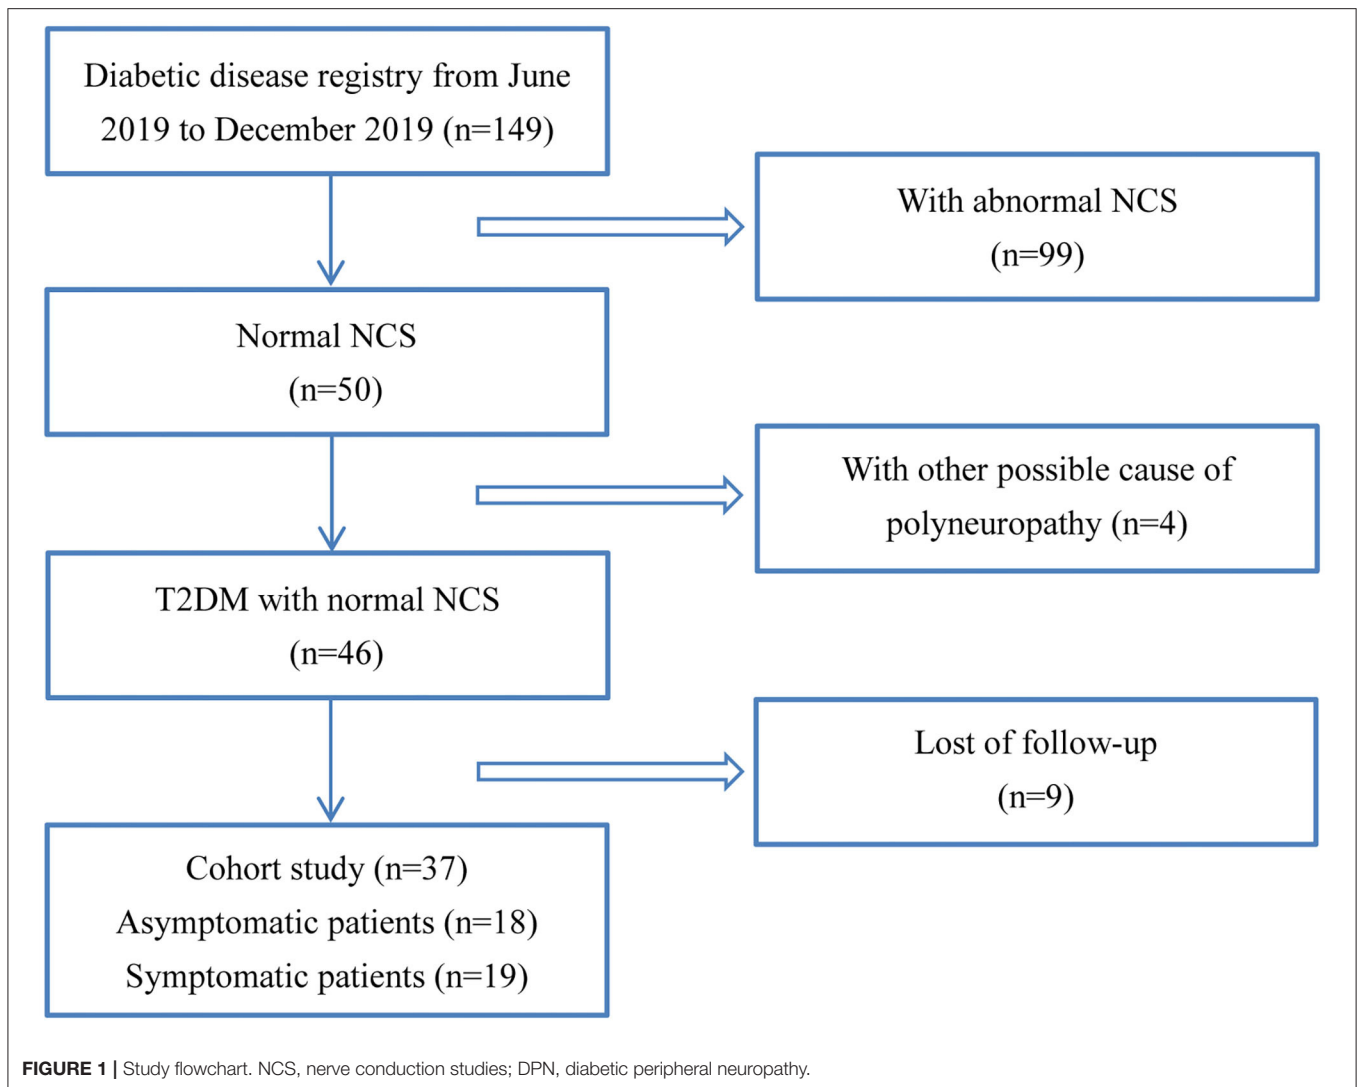 Diabetic disease registry from June
2019 to December 2019 (n=149)
With abnormal NCS
(n=99)
Normal NCS
(n=50)
With other possible cause of
polyneuropathy (n=4)
T2DM with normal NCS
(n=46)
Lost of follow-up
(n=9)
Cohort study (n=37)
Asymptomatic patients (n=18)
Symptomatic patients (n=19)
FIGURE 1 | Study flowchart. NCS, nerve conduction studies; DPN, diabetic peripheral neuropathy.